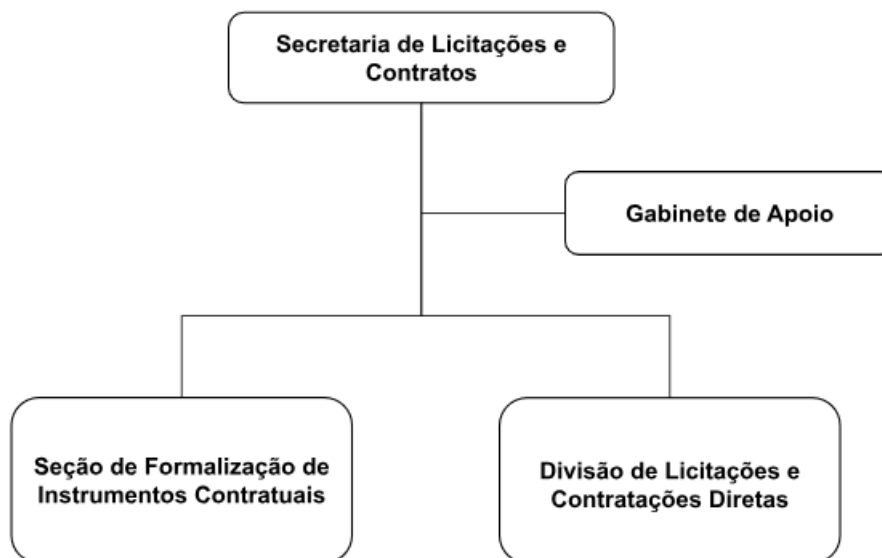 Secretaria de Licitações e
Contratos
Gabinete de Apoio
Seção de Formalização de
Instrumentos Contratuais
Divisão de Licitações e
Contratações Diretas